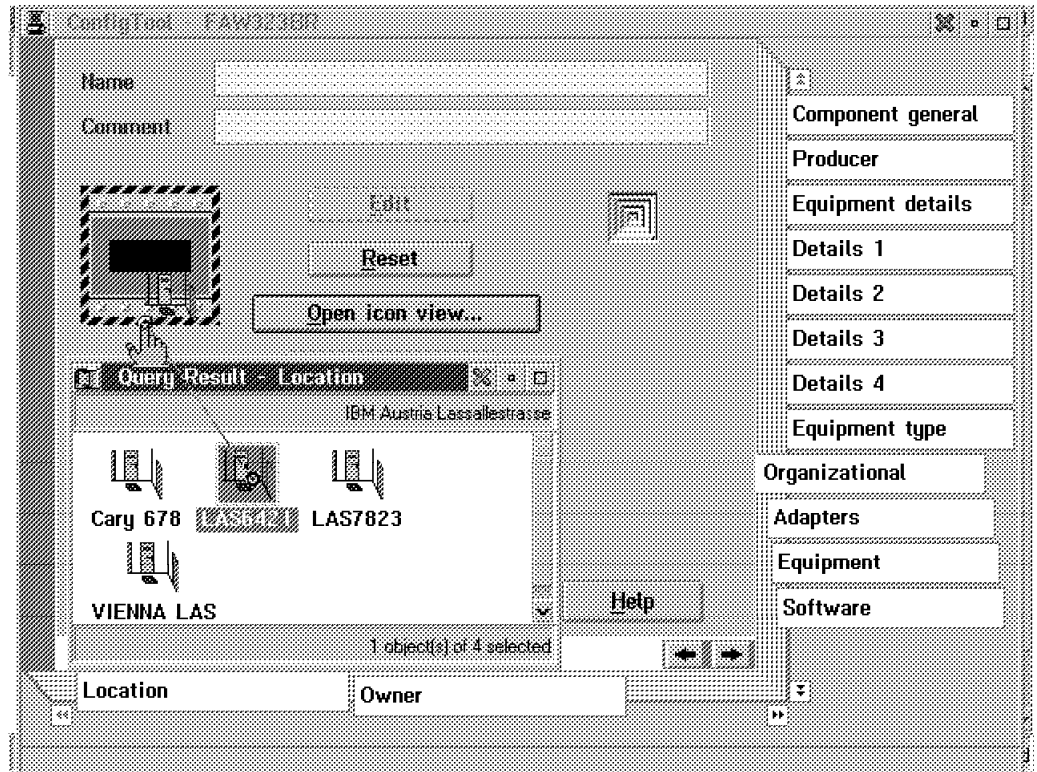 ConfigTool - EAW323BR
Name
Comment
Edit
Reset
Open icon view...
Query Result - Location
IBM Austria Lassallestrasse
Cary 678
LAS6421
LAS7823
VIENNA LAS
1 object(s) of 4 selected
Help
Component general
Producer
Equipment details
Details 1
Details 2
Details 3
Details 4
Equipment type
Organizational
Adapters
Equipment
Software
Location
Owner